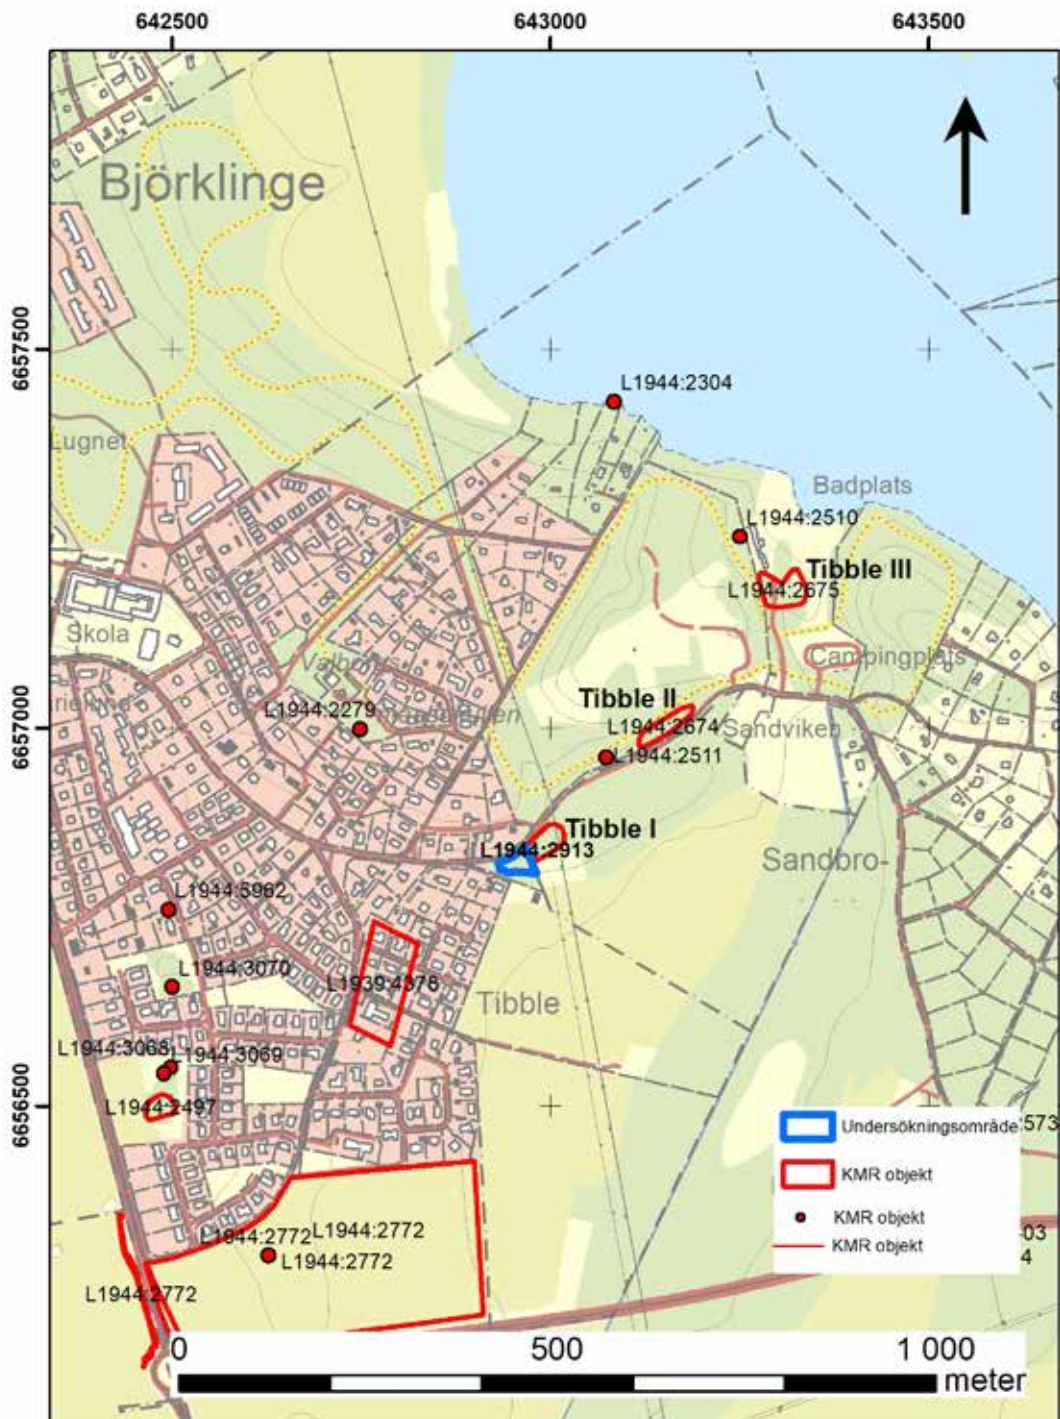 642500
643000
643500
Björklinge
6657500
L1944:2304
Lugnet
Badplats
L1944:2510
Tibble III
L1944:2675
Skola
Campingplats
Tibble II
L1944:2279
L1944:2674
Sandviken
6657000
L1944:2511
Tibble I
L1944:2913
Sandbro-
L1944:5962
L1944:3070
L1939:4376
Tibble
L1944:3068
L1944:3069
L1944:2497
6656500
Undersökningsområde
:573
KMR objekt
KMR objekt
KMR objekt
03
4
L1944:2772
L1944:2772
L1944:2772
L1944:2772
0
500
1 000
meter